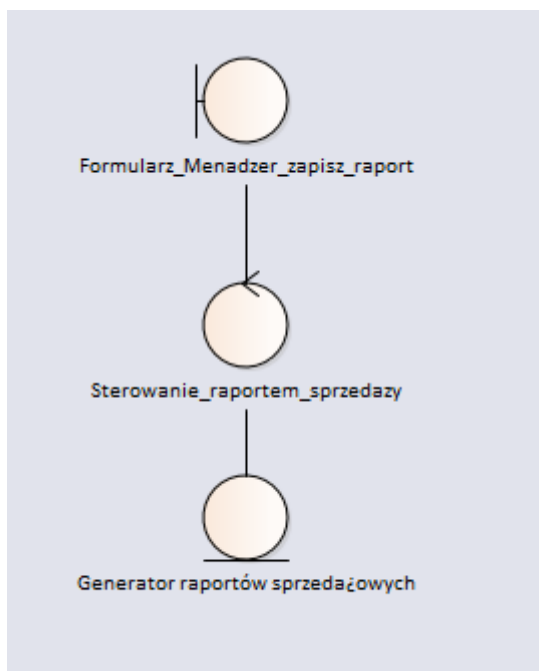 Formularz_Menadzer_zapisz_raport
Sterowanie_raportem_sprzedazy
Generator raportów sprzeda¿owych